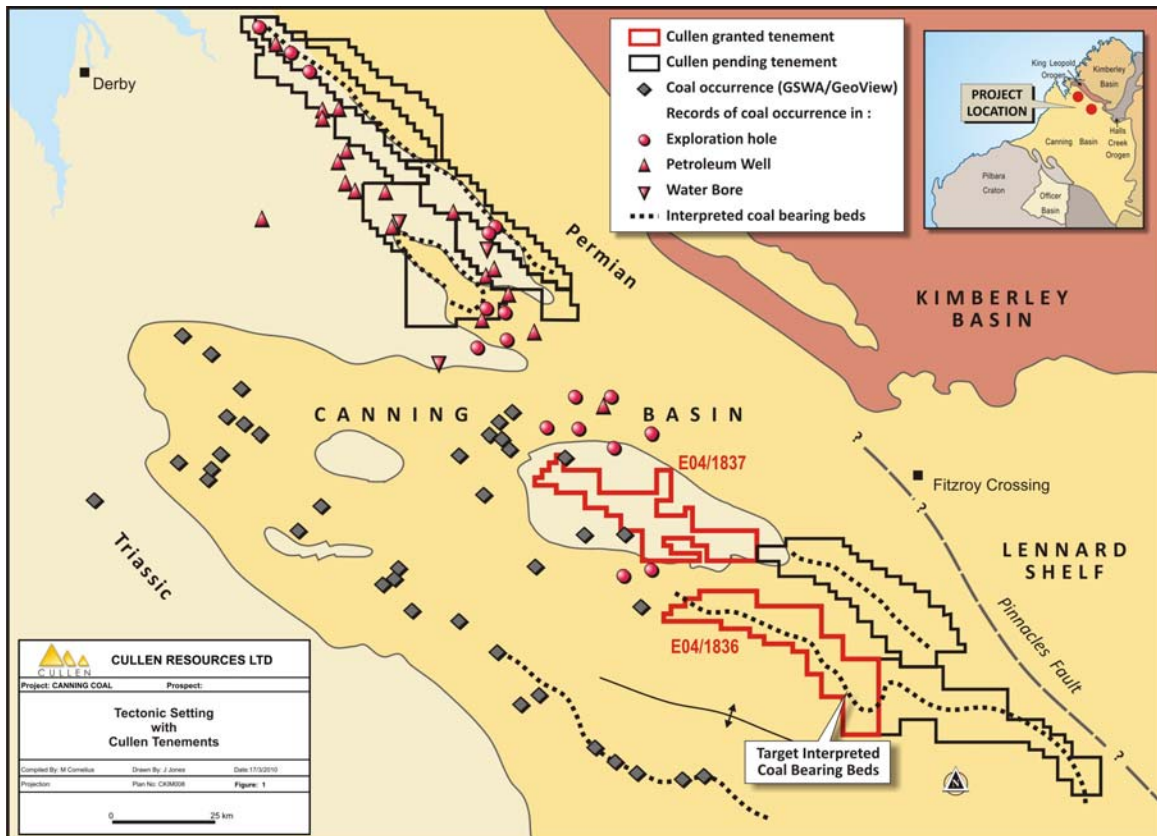 Derby
Cullen granted tenement
Cullen pending tenement
Coal occurrence (GSWA/GeoView)
Records of coal occurrence in :
Exploration hole
Petroleum Well
Water Bore
Interpreted coal bearing beds
King Leopold
Orogen
Kimberley
Basin
PROJECT
LOCATION
Halls
Creek
Orogen
Canning Basin
Pilbara
Craton
Officer
Basin
Permian
KIMBERLEY
BASIN
CANNING BASIN
E04/1837
Fitzroy Crossing
Triassic
LENNARD
SHELF
Pinnacles Fault
? ? ?
E04/1836
Target Interpreted
Coal Bearing Beds
N
CULLEN
CULLEN RESOURCES LTD
Project: CANNING COAL Prospect:
Tectonic Setting
with
Cullen Tenements
Compiled By: M Cornelius Drawn By: J Jones Date:17/3/2010
Projection: Plan No: CKIM008 Figure: 1
0 25 km